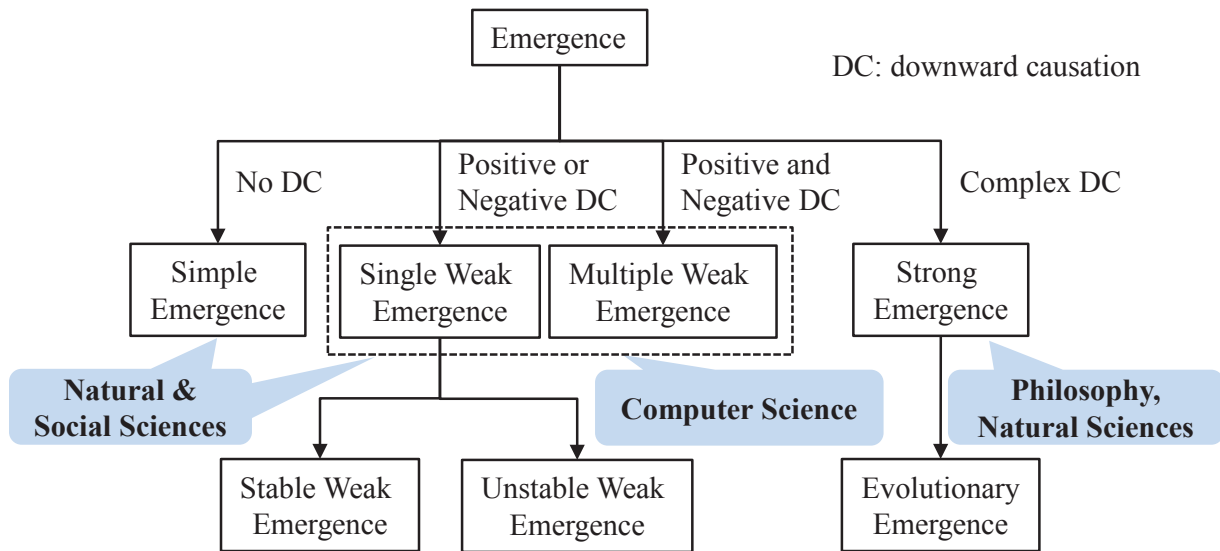 Emergence
DC: downward causation
No DC
Positive or
Negative DC
Positive and
Negative DC
Complex DC
Simple
Emergence
Single Weak
Emergence
Multiple Weak
Emergence
Strong
Emergence
Natural &
Social Sciences
Computer Science
Philosophy,
Natural Sciences
Stable Weak
Emergence
Unstable Weak
Emergence
Evolutionary
Emergence